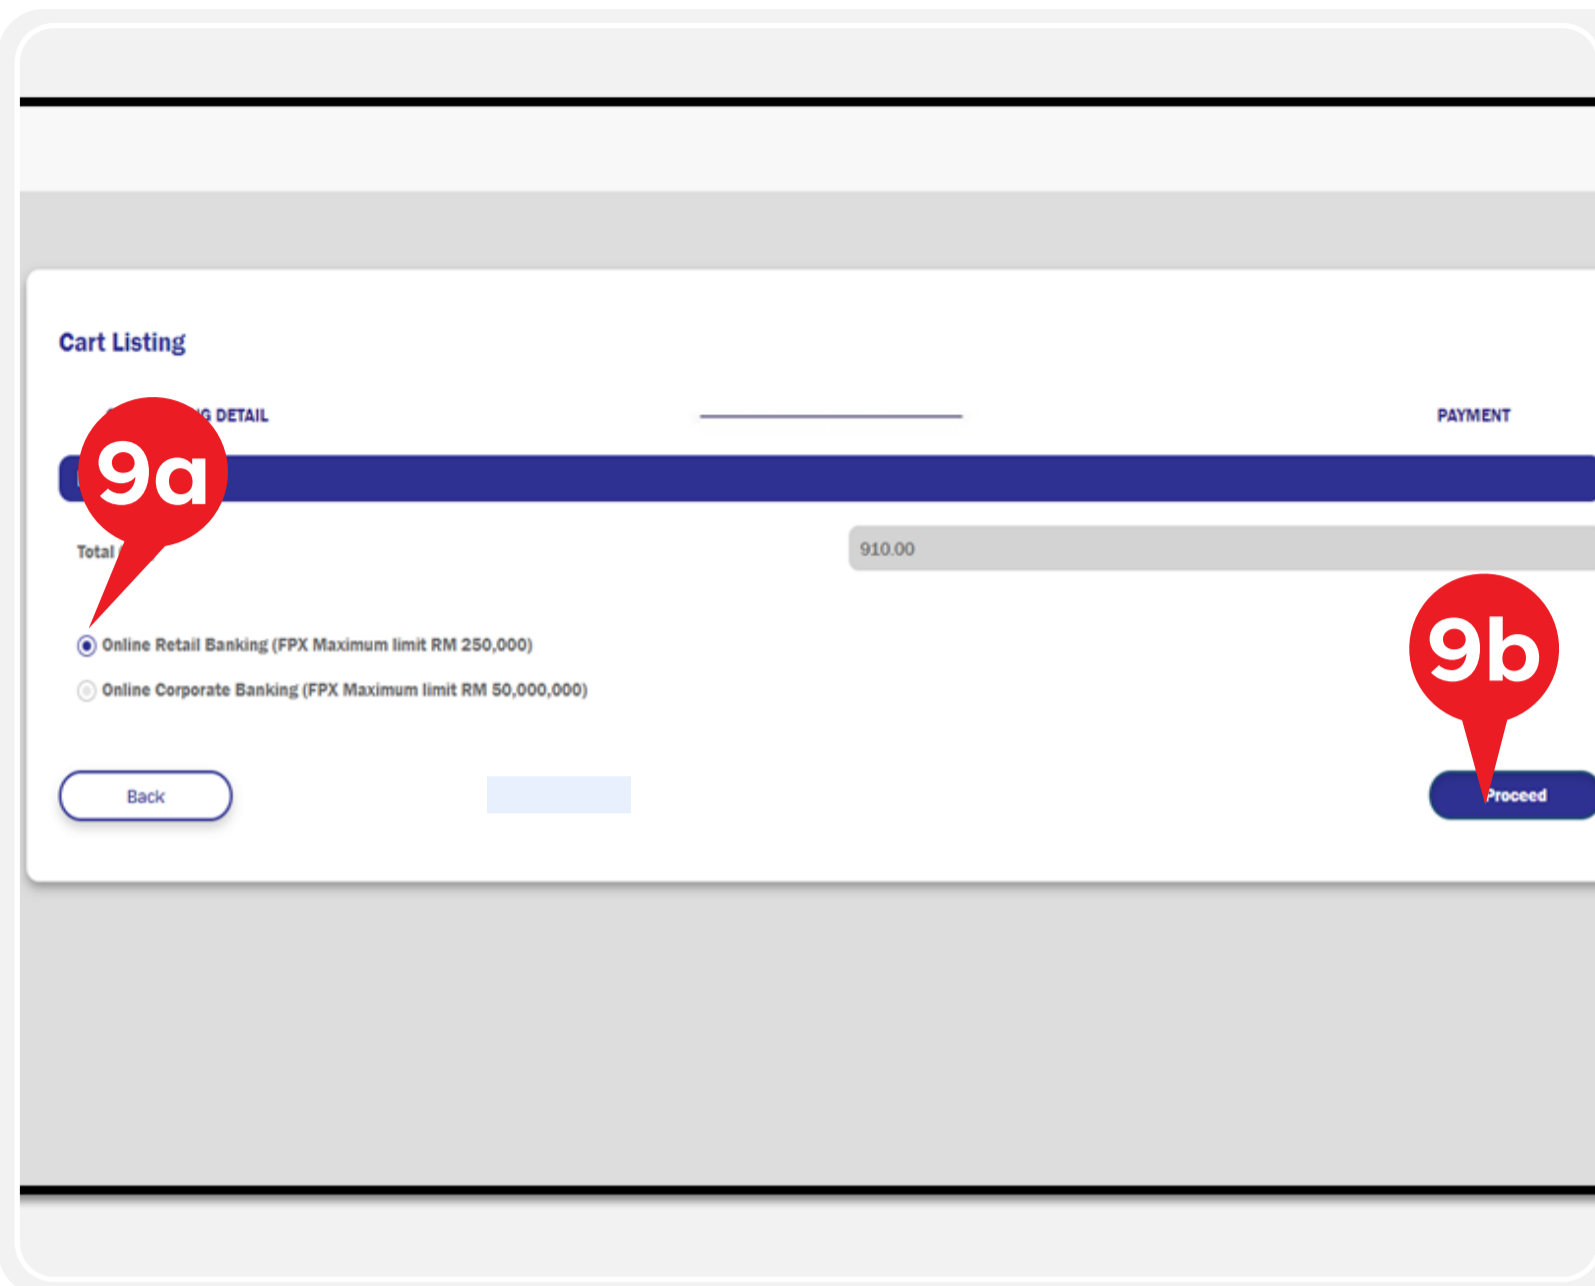 Cart Listing
DETAIL
PAYMENT
9a
Total
910.00
Online Retail Banking (FPX Maximum limit RM 250,000)
9b
Online Corporate Banking (FPX Maximum limit RM 50,000,000)
Back
Proceed